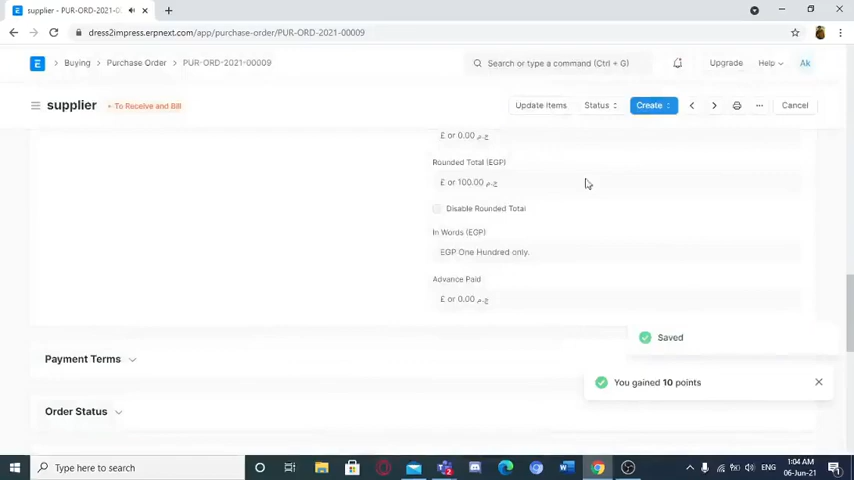 supplier - PUR-ORD-2021-0
dress2impress.erpnext.com/app/purchase-order/PUR-ORD-2021-00009
E
Buying
Purchase Order
PUR-ORD-2021-00009
Search or type a command (Ctrl + G)
Upgrade
Help
Ak
supplier
To Receive and Bill
Update Items
Status
Create
Cancel
£ or 0.00 ج.م
Rounded Total (EGP)
£ or 100.00 ج.م
Disable Rounded Total
In Words (EGP)
EGP One Hundred only.
Advance Paid
£ or 0.00 ج.م
Saved
Payment Terms
You gained 10 points
Order Status
Type here to search
ENG
1:04 AM
06-Jun-21